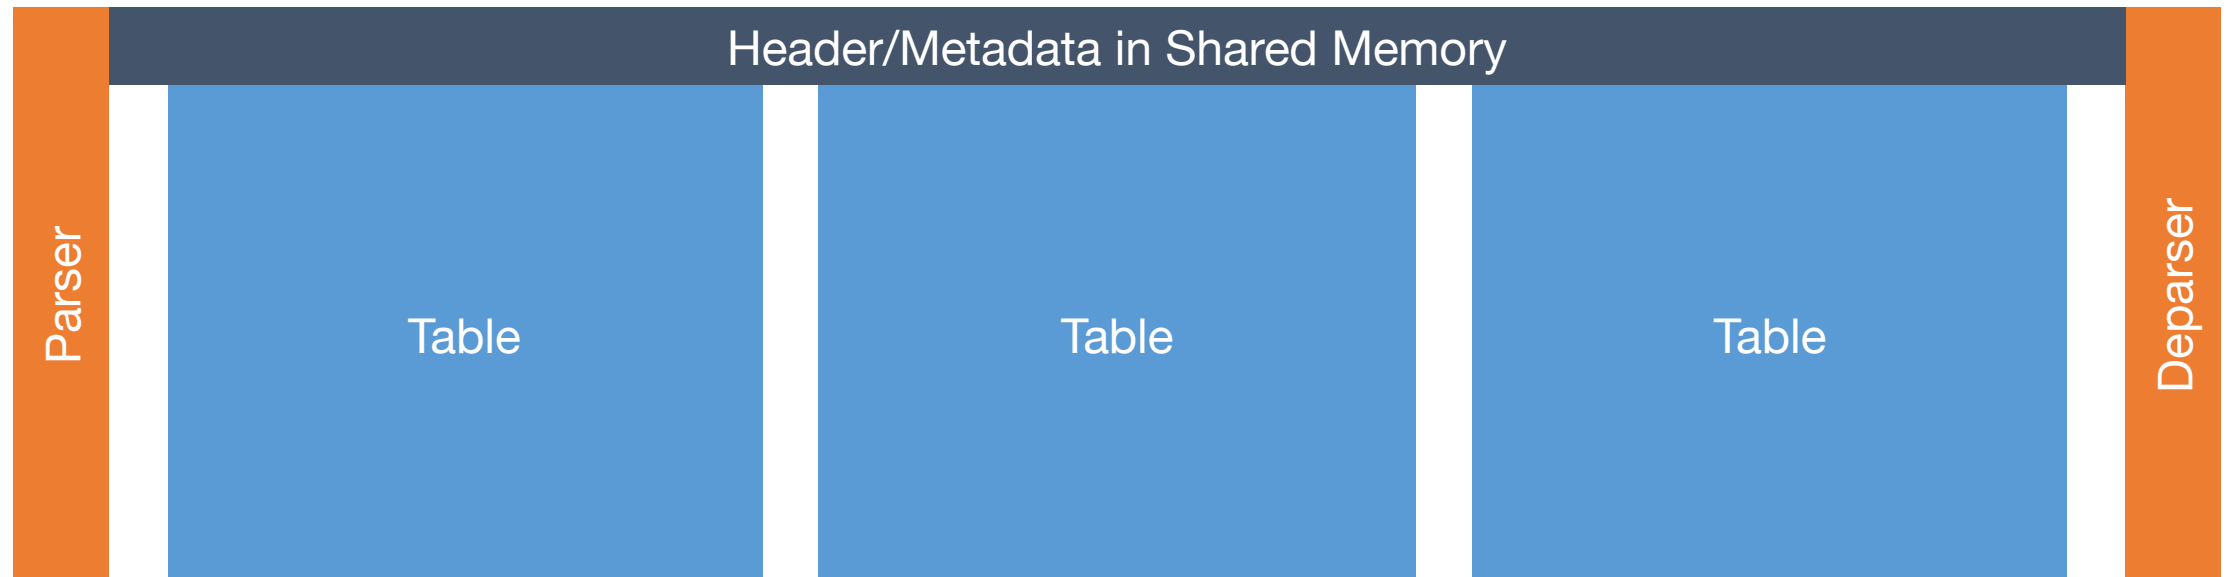 Header/Metadata in Shared Memory
Parser
Table
Table
Table
Deparser